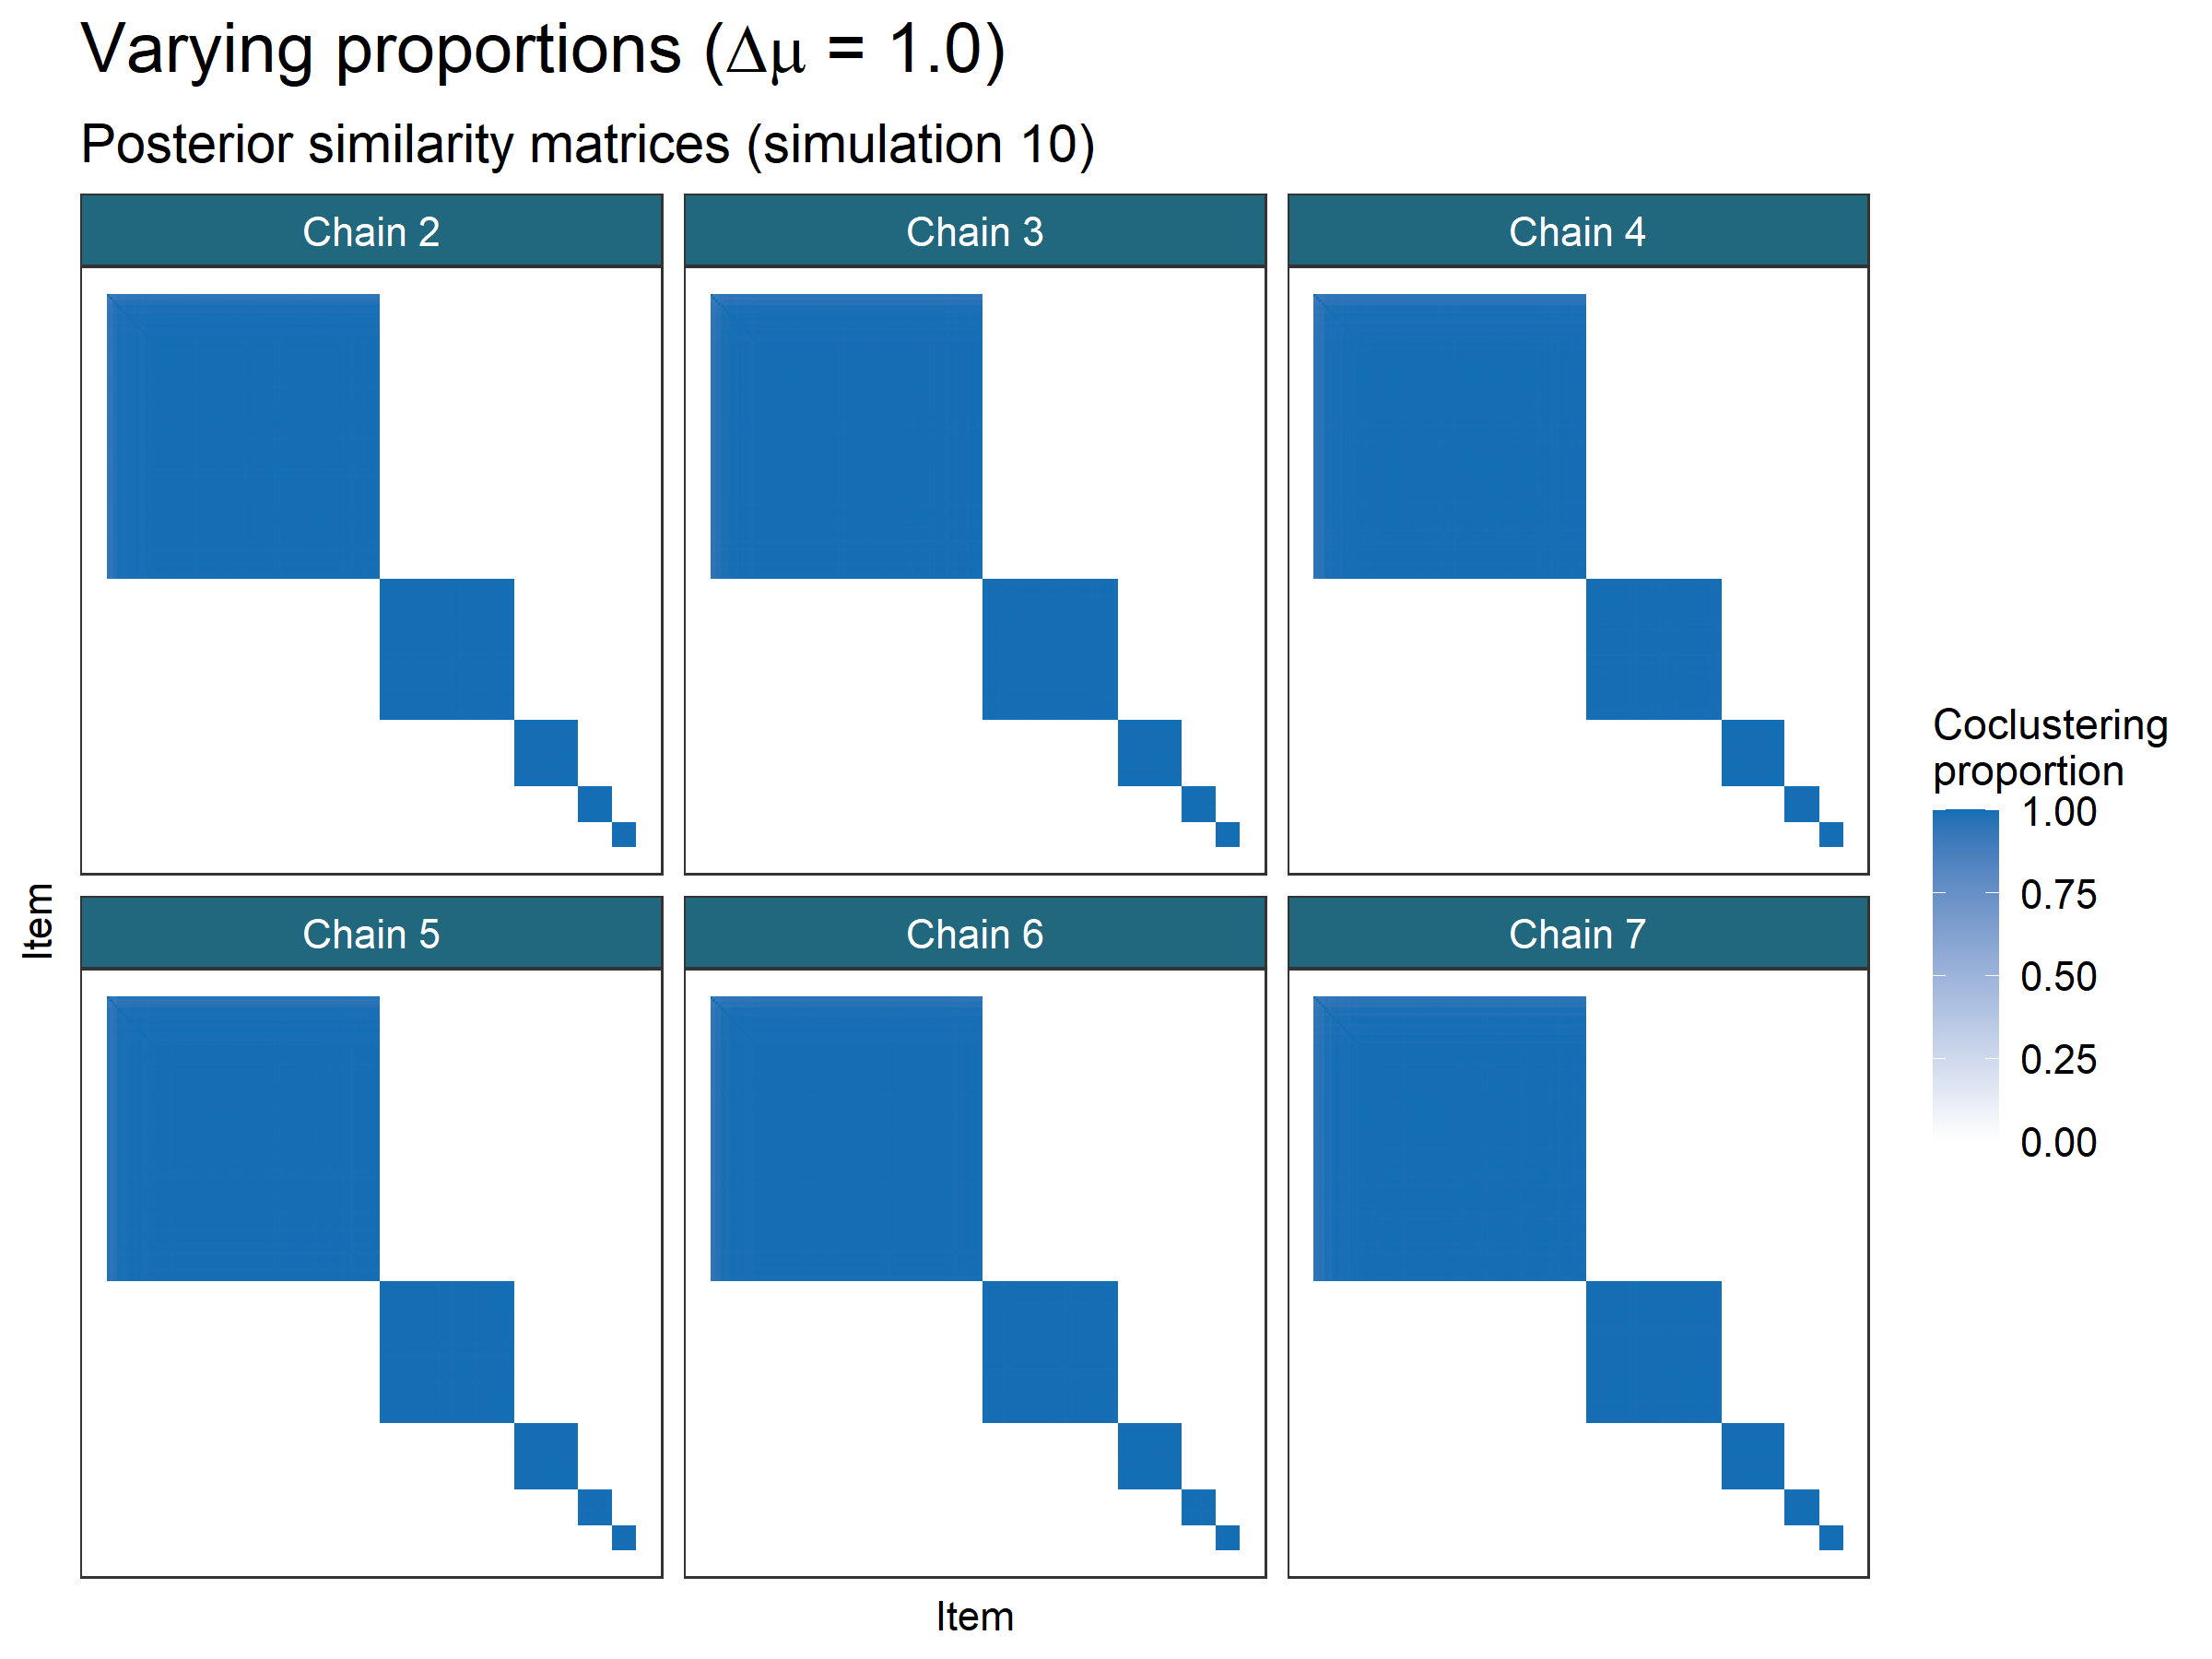 Varying proportions (Δμ = 1.0)
Posterior similarity matrices (simulation 10)
Chain 2
Chain 3
Chain 4
Chain 5
Chain 6
Chain 7
Item
Item
Coclustering
proportion
1.00
0.75
0.50
0.25
0.00